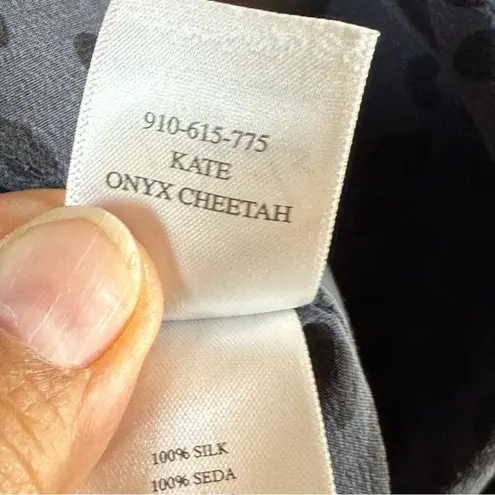 910-615-775
KATE
ONYX CHEETAH
100% SILK
100% SEDA